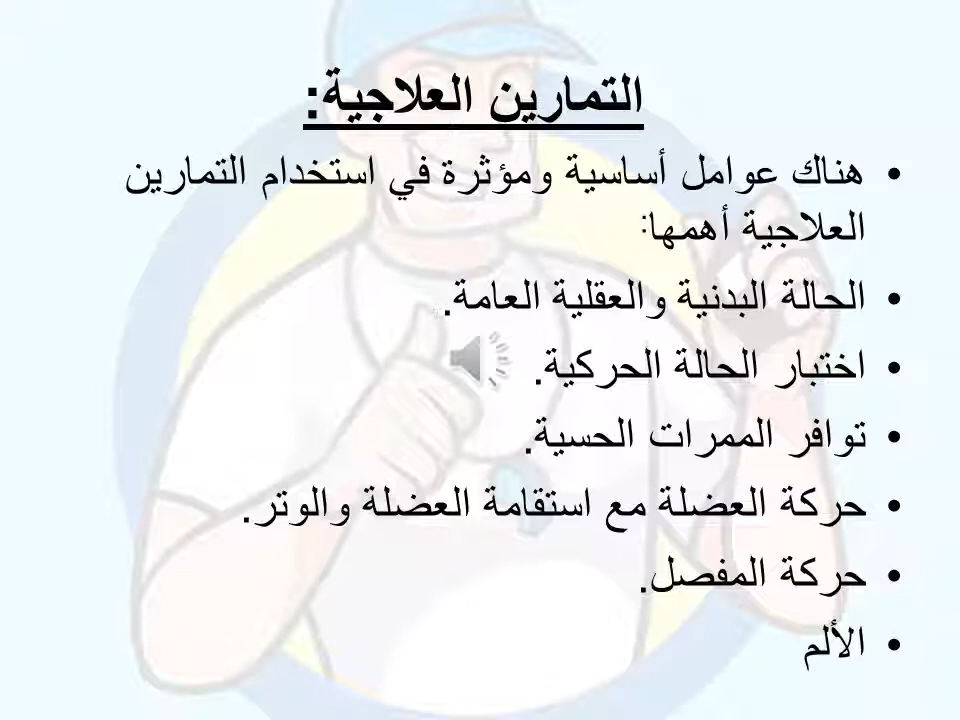 التمارين العلاجية:
• هناك عوامل أساسية ومؤثرة في استخدام التمارين
العلاجية أهمها:
• الحالة البدنية والعقلية العامة.
• اختبار الحالة الحركية.
• توافر الممرات الحسية.
• حركة العضلة مع استقامة العضلة والوتر.
• حركة المفصل.
• الألم